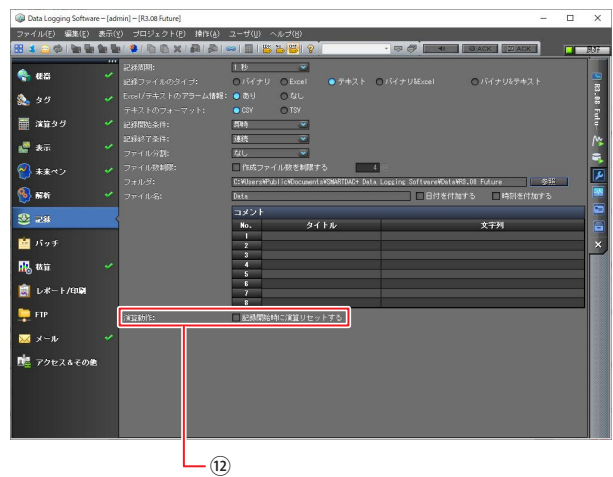 Data Logging Software - [admin] - [R3.08 Future]
ファイル(F) 編集(E) 表示(V) プロジェクト(P) 操作(A) ユーザ(U) ヘルプ(H)
ACK ACK 良好
機器
タグ
演算タグ
表示
未来ペン
解析
記録
バッチ
積算
レポート/印刷
FTP
メール
アクセス&その他
記録周期: 1 秒
記録ファイルのタイプ: バイナリ Excel テキスト バイナリ&Excel バイナリ&テキスト
Excel/テキストのアラーム情報: あり なし
テキストのフォーマット: CSV TSV
記録開始条件: 即時
記録終了条件: 連続
ファイル分割: なし
ファイル数制限: 作成ファイル数を制限する 4
フォルダ: C:¥Users¥Public¥Documents¥SMARTDAC+ Data Logging Software¥Data¥R3.08 Future 参照
ファイル名: Data 日付を付加する 時刻を付加する
コメント
No. タイトル 文字列
1
2
3
4
5
6
7
8
演算動作: 記録開始時に演算リセットする
R3.08 Futu…
⑫